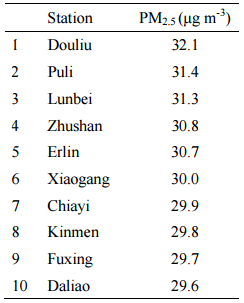 Station PM2.5 (μg m-3)
1 Douliu 32.1
2 Puli 31.4
3 Lunbei 31.3
4 Zhushan 30.8
5 Erlin 30.7
6 Xiaogang 30.0
7 Chiayi 29.9
8 Kinmen 29.8
9 Fuxing 29.7
10 Daliao 29.6